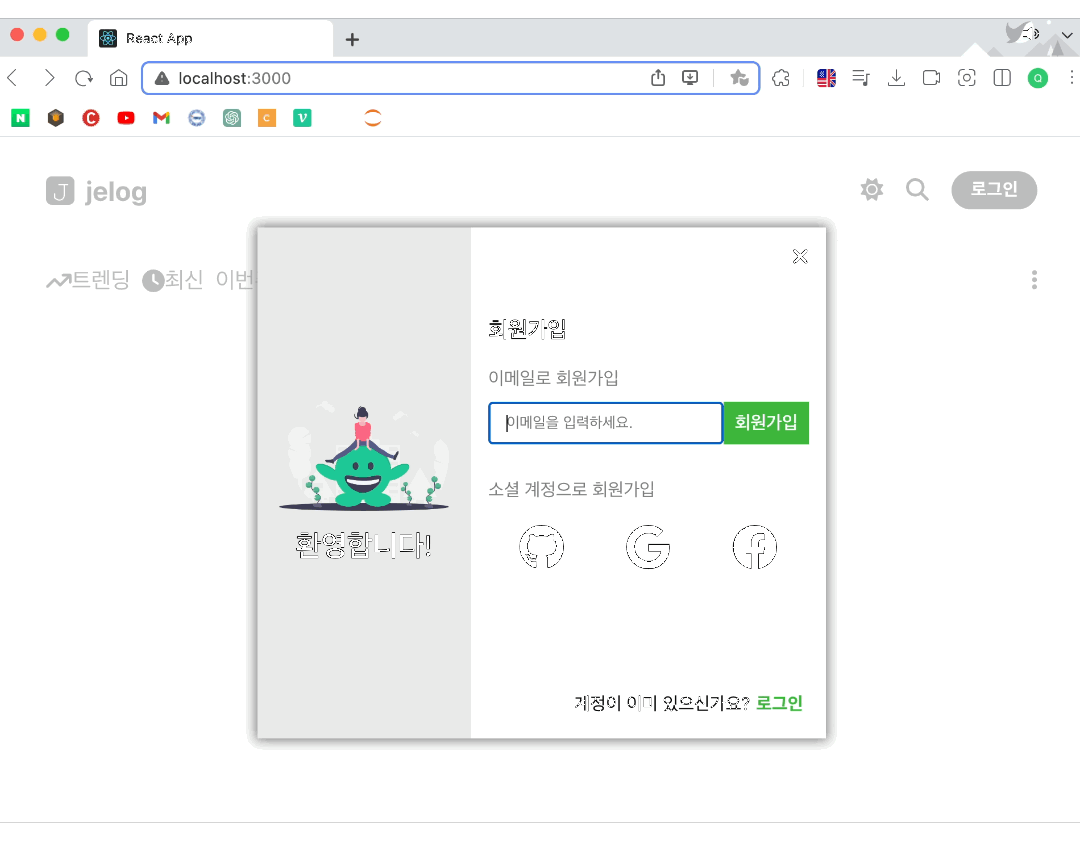 React App
localhost:3000
J jelog
로그인
트렌딩 최신 이번
회원가입
이메일로 회원가입
이메일을 입력하세요. 회원가입
소셜 계정으로 회원가입
환영합니다!
계정이 이미 있으신가요? 로그인